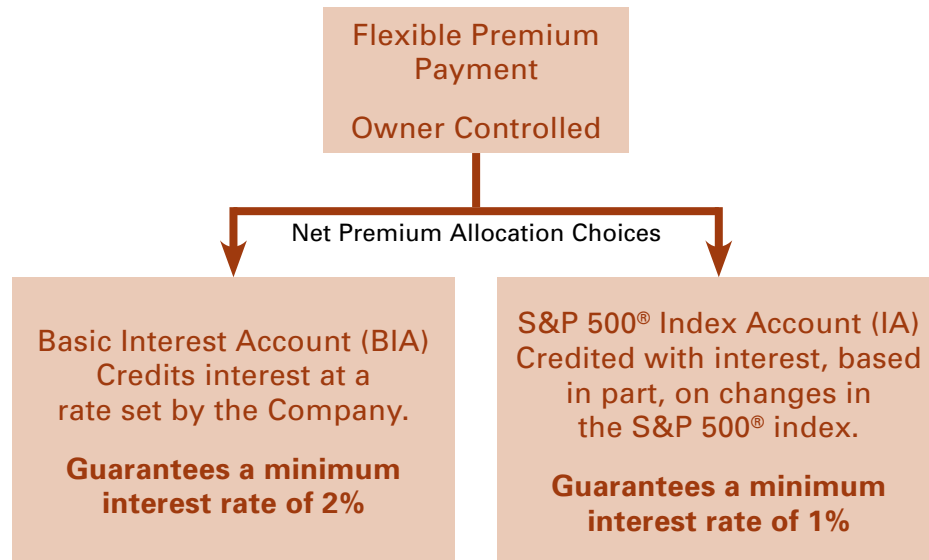 Flexible Premium
Payment
Owner Controlled
Net Premium Allocation Choices
Basic Interest Account (BIA)
Credits interest at a
rate set by the Company.
Guarantees a minimum
interest rate of 2%
S&P 500® Index Account (IA)
Credited with interest, based
in part, on changes in
the S&P 500® index.
Guarantees a minimum
interest rate of 1%